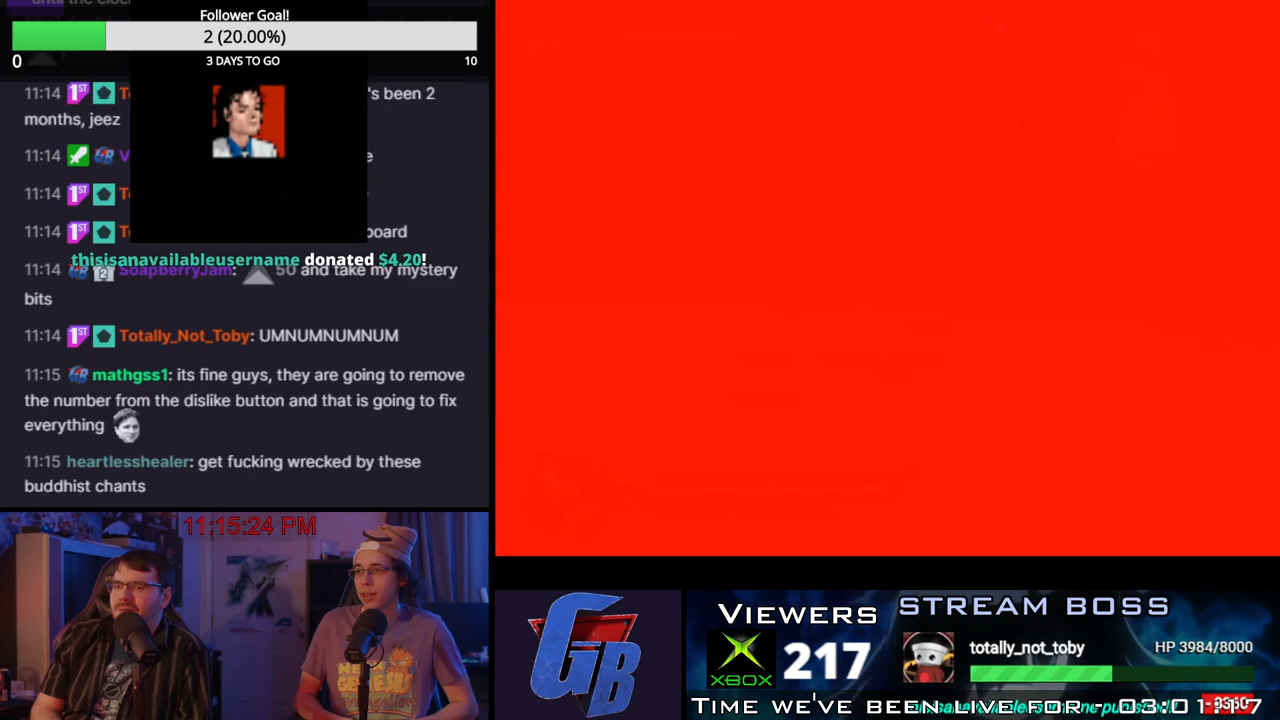 Follower Goal!
2 (20.00%)
0
3 DAYS TO GO
10
11:14 's been 2
months, jeez
11:14
11:14
11:14 board
thisisanavailableusername donated $4.20!
11:14 SoapberryJam: 50 and take my mystery
bits
11:14 Totally_Not_Toby: UMNUMNUMNUM
11:15 mathgss1: its fine guys, they are going to remove
the number from the dislike button and that is going to fix
everything
11:15 heartlesshealer: get fucking wrecked by these
buddhist chants
11:15:24 PM
GB
Viewers
XBOX
217
STREAM BOSS
totally_not_toby
HP 3984/8000
Time we've been live for - 03:01:17